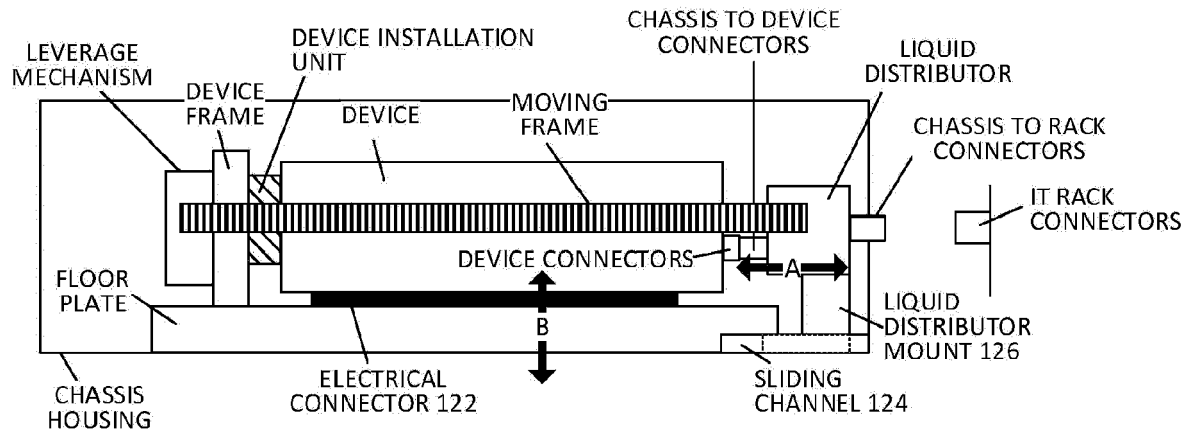 CHASSIS TO DEVICE
CONNECTORS
DEVICE INSTALLATION
UNIT
LEVERAGE
MECHANISM
DEVICE
FRAME
DEVICE
MOVING
FRAME
LIQUID
DISTRIBUTOR
CHASSIS TO RACK
CONNECTORS
IT RACK
CONNECTORS
DEVICE CONNECTORS
A
FLOOR
PLATE
B
LIQUID
DISTRIBUTOR
MOUNT 126
CHASSIS
HOUSING
ELECTRICAL
CONNECTOR 122
SLIDING
CHANNEL 124